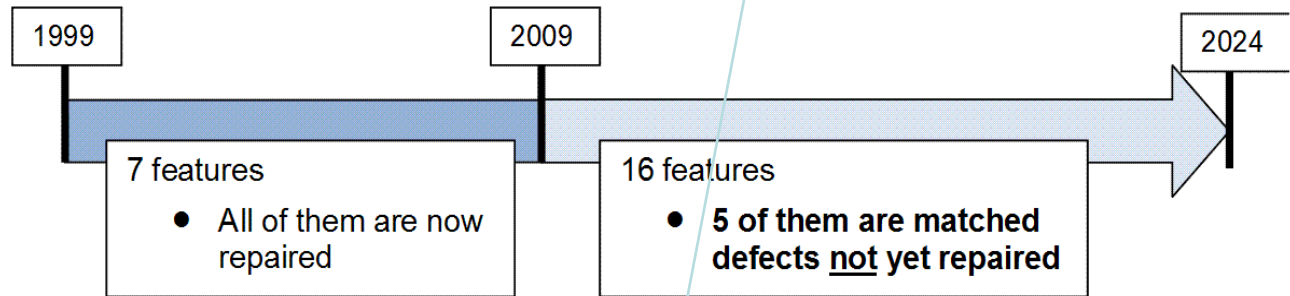 1999
2009
2024
7 features
● All of them are now
repaired
16 features
● 5 of them are matched
defects not yet repaired